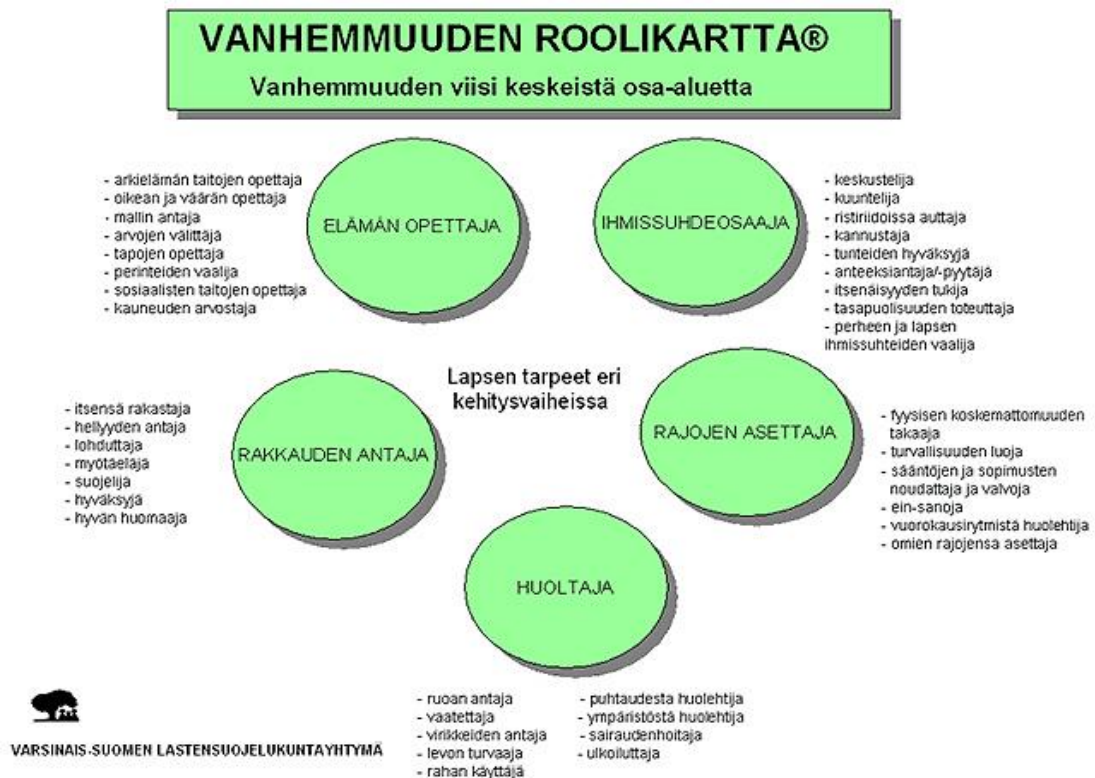 VANHEMMUUDEN ROOLIKARTTA®
Vanhemmuuden viisi keskeistä osa-aluetta
ELÄMÄN OPETTAJA
- arkielämän taitojen opettaja
- oikean ja väärän opettaja
- mallin antaja
- arvojen välittäjä
- tapojen opettaja
- perinteiden vaalija
- sosiaalisten taitojen opettaja
- kauneuden arvostaja
IHMISSUHDEOSAAJA
- keskustelija
- kuuntelija
- ristiriidoissa auttaja
- kannustaja
- tunteiden hyväksyjä
- anteeksiantaja/-pyytäjä
- itsenäisyyden tukija
- tasapuolisuuden toteuttaja
- perheen ja lapsen
ihmissuhteiden vaalija
Lapsen tarpeet eri
kehitysvaiheissa
RAKKAUDEN ANTAJA
- itsensä rakastaja
- hellyyden antaja
- lohduttaja
- myötäeläjä
- suojelija
- hyväksyjä
- hyvän huomaaja
RAJOJEN ASETTAJA
- fyysisen koskemattomuuden
takaaja
- turvallisuuden luoja
- sääntöjen ja sopimusten
noudattaja ja valvoja
- ein-sanoja
- vuorokausirytmistä huolehtija
- omien rajojensa asettaja
HUOLTAJA
- ruoan antaja
- vaatettaja
- virikkeiden antaja
- levon turvaaja
- rahan käyttäjä
- puhtaudesta huolehtija
- ympäristöstä huolehtija
- sairaudenhoitaja
- ulkoiluttaja
VARSINAIS-SUOMEN LASTENSUOJELUKUNTAYHTYMÄ